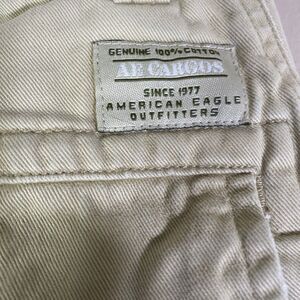 GENUINE 100% COTTON
AE CARGOS
SINCE 1977
AMERICAN EAGLE
OUTFITTERS